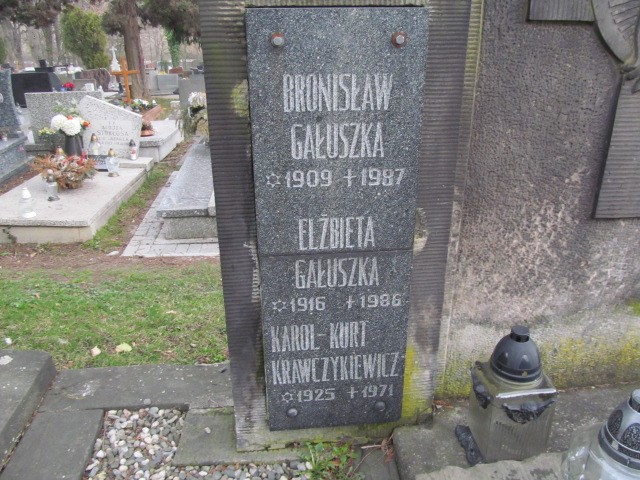 BRONISŁAW
GAŁUSZKA
☆1909 +1987
ELŻBIETA
GAŁUSZKA
☆1916 +1986
KAROL-KURT
KRAWCZYKIEWICZ
☆1925 +1971